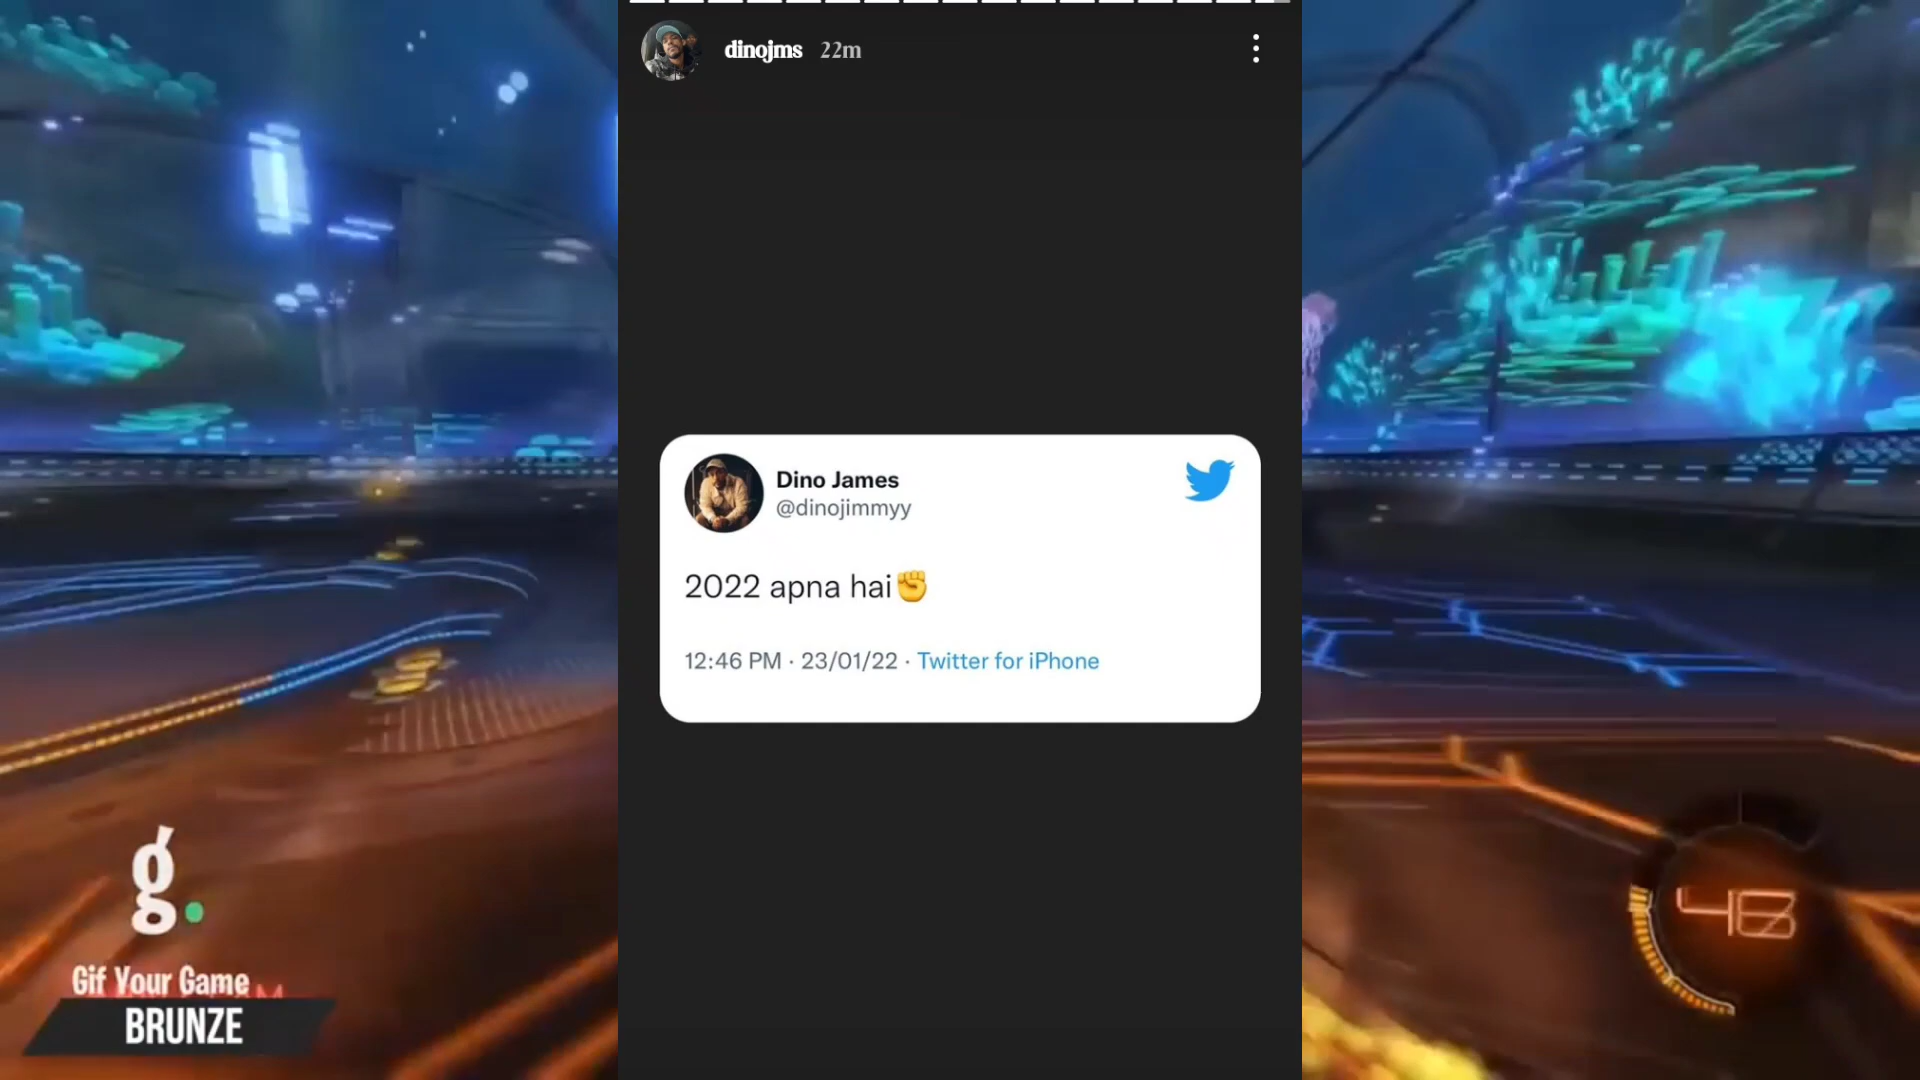 dinojms 22m
Dino James
@dinojimmyy
2022 apna hai✊
12:46 PM · 23/01/22 · Twitter for iPhone
g.
Gif Your Game
BRUNZE
48